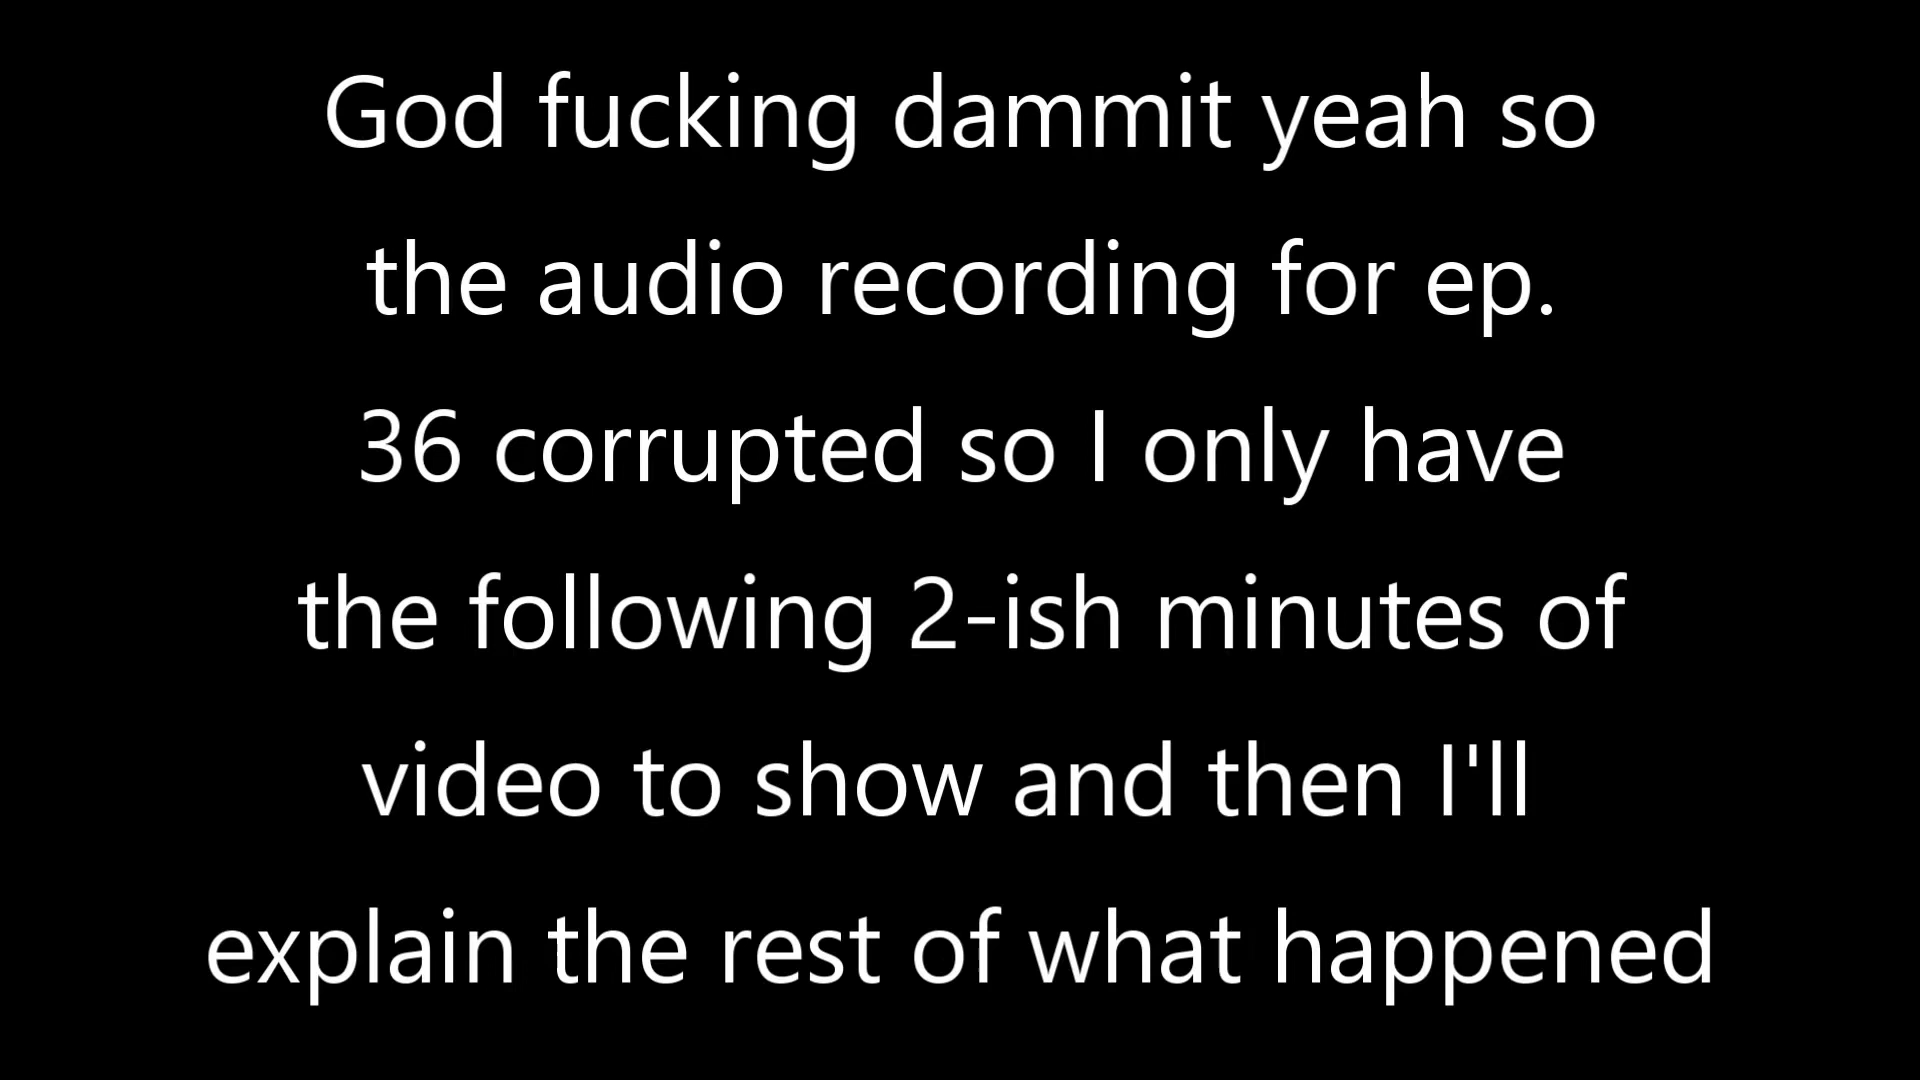 God fucking dammit yeah so
the audio recording for ep.
36 corrupted so I only have
the following 2-ish minutes of
video to show and then I'll
explain the rest of what happened